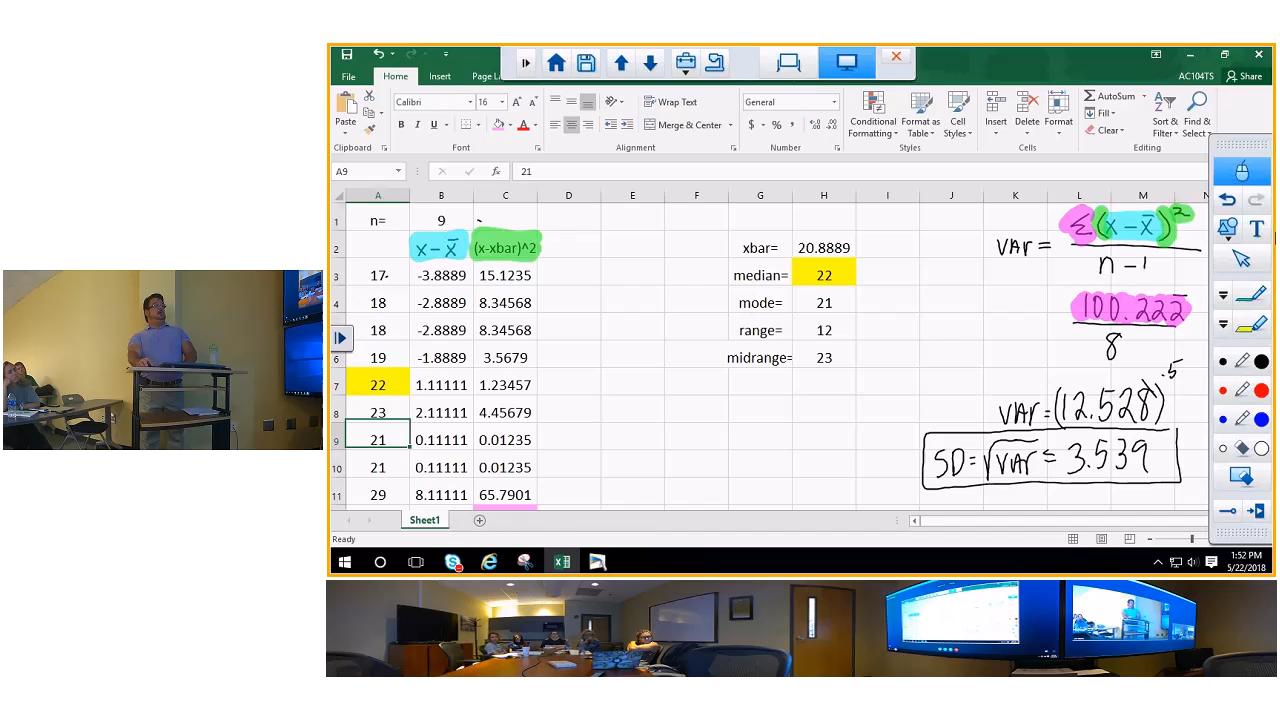 File Home Insert Page La
AC104TS Share
Paste
Calibri 16
B I U
Wrap Text
Merge & Center
General
$ % ,
Conditional Formatting
Format as Table
Cell Styles
Insert Delete Format
AutoSum
Fill
Clear
Sort & Filter
Find & Select
Clipboard Font Alignment Number Styles Cells Editing
A9 fx 21
A B C D E F G H I J K L M N
1 n= 9 `
2 x - x̄ (x-xbar)^2 xbar= 20.8889
3 17 -3.8889 15.1235 median= 22
4 18 -2.8889 8.34568 mode= 21
18 -2.8889 8.34568 range= 12
6 19 -1.8889 3.5679 midrange= 23
7 22 1.11111 1.23457
8 23 2.11111 4.45679
9 21 0.11111 0.01235
10 21 0.11111 0.01235
11 29 8.11111 65.7901
VAR = Σ(x - x̄)²
n - 1
100.222
8
VAR = (12.528).5
SD = √VAR = 3.539
Sheet1
Ready
T
1:52 PM
5/22/2018